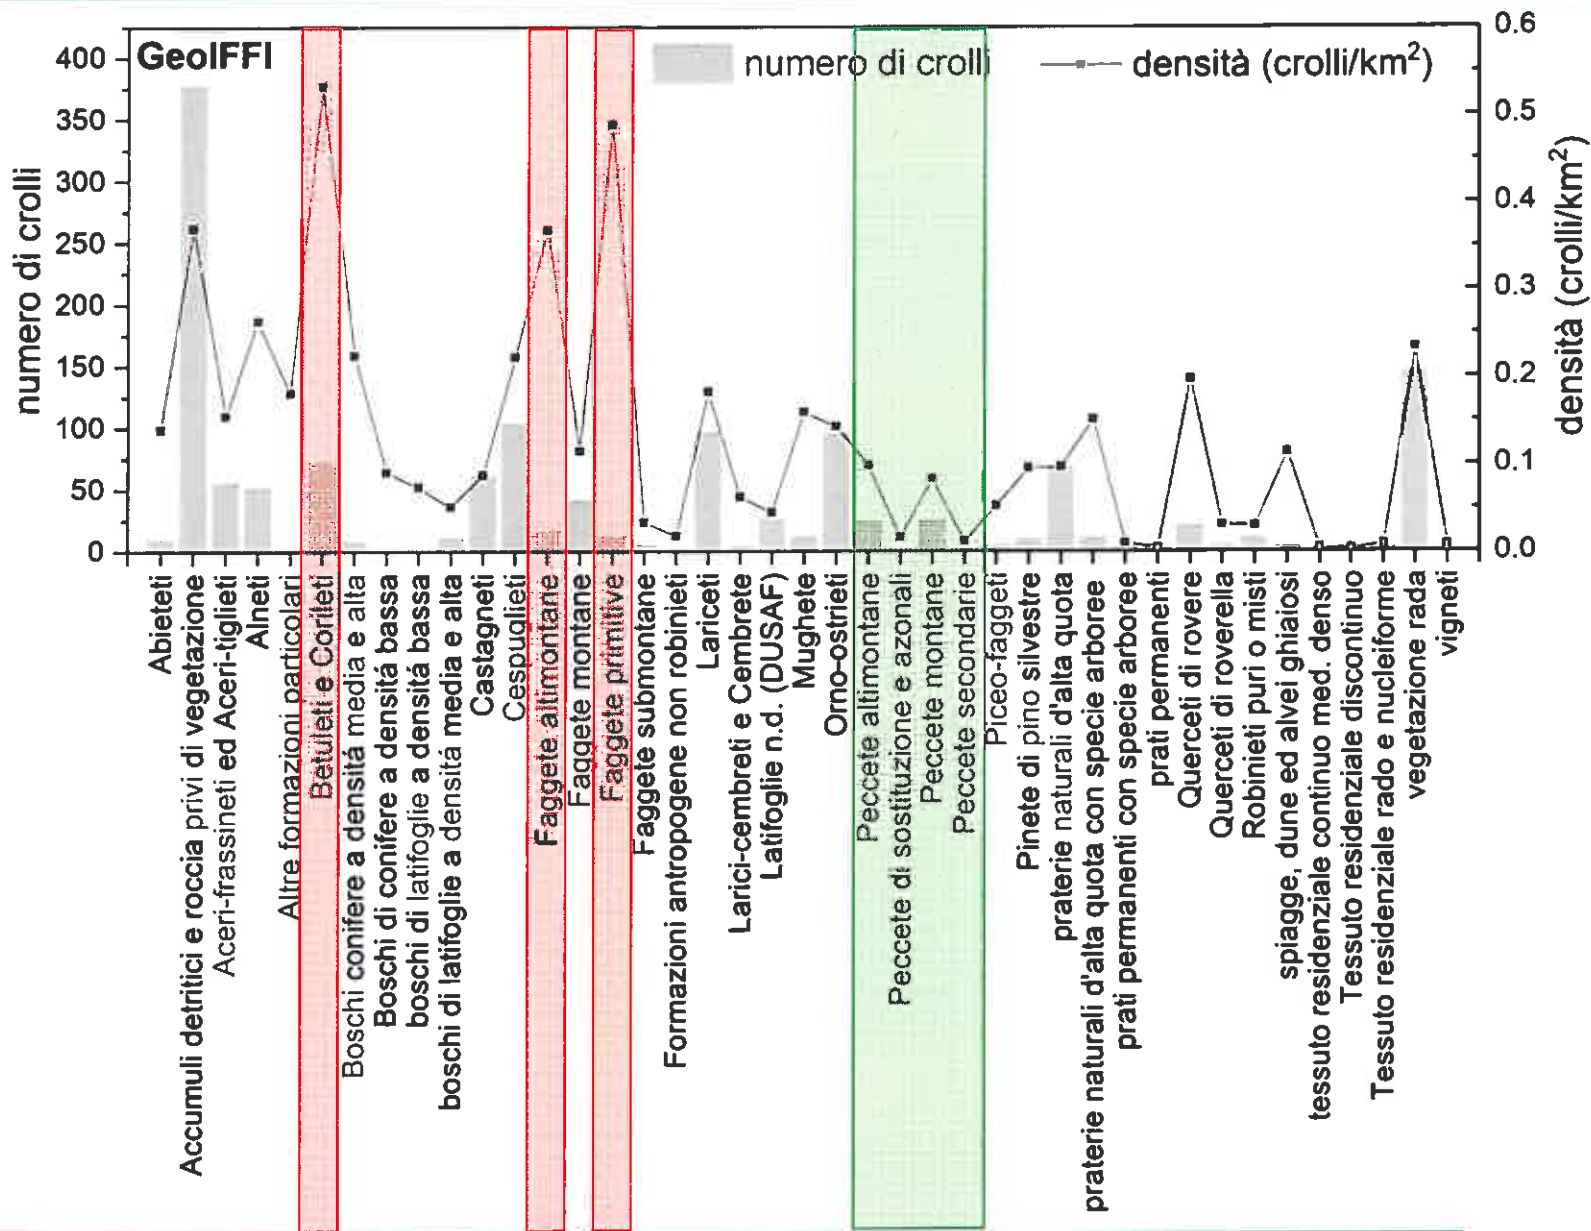 GeoIFFI
numero di crolli
densità (crolli/km²)
numero di crolli
400
350
300
250
200
150
100
50
0
0.6
0.5
0.4
0.3
0.2
0.1
0.0
densità (crolli/km²)
Abieteti
Accumuli detritici e roccia privi di vegetazione
Aceri-frassineti ed Aceri-tiglieti
Alneti
Altre formazioni particolari
Betuleti e Corileti
Boschi conifere a densitá media e alta
Boschi di conifere a densitá bassa
boschi di latifoglie a densitá bassa
boschi di latifoglie a densitá media e alta
Castagneti
Cespuglieti
Faggete altimontane
Faggete montane
Faggete primitive
Faggete submontane
Formazioni antropogene non robinieti
Lariceti
Larici-cembreti e Cembrete
Latifoglie n.d. (DUSAF)
Mughete
Orno-ostrieti
Peccete altimontane
Peccete di sostituzione e azonali
Peccete montane
Peccete secondarie
Piceo-faggeti
Pinete di pino silvestre
praterie naturali d'alta quota
praterie naturali d'alta quota con specie arboree
prati permanenti con specie arboree
prati permanenti
Querceti di rovere
Querceti di roverella
Robinieti puri o misti
spiagge, dune ed alvei ghiaiosi
tessuto residenziale continuo med. denso
Tessuto residenziale discontinuo
Tessuto residenziale rado e nucleiforme
vegetazione rada
vigneti